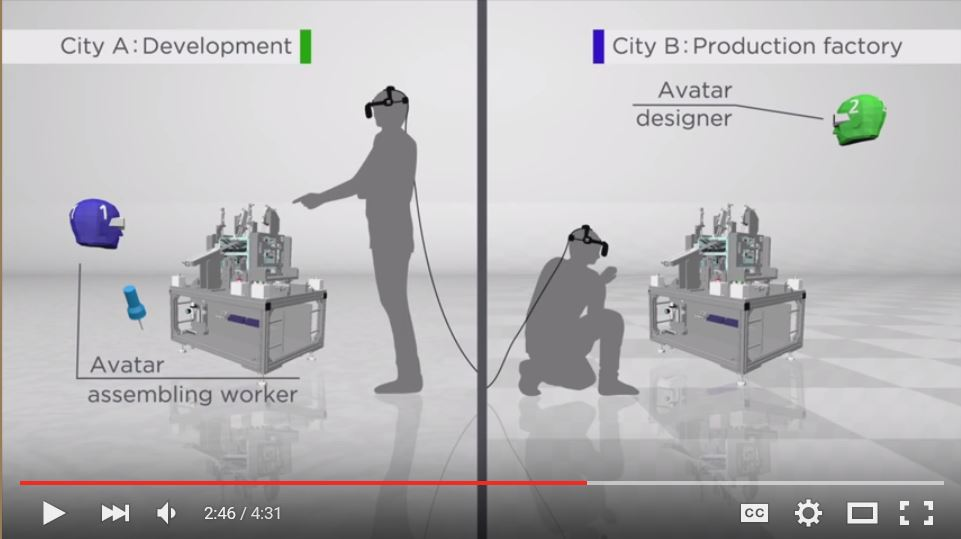 City A:Development
City B:Production factory
Avatar
designer
2
1
Avatar
assembling worker
2:46 / 4:31
CC